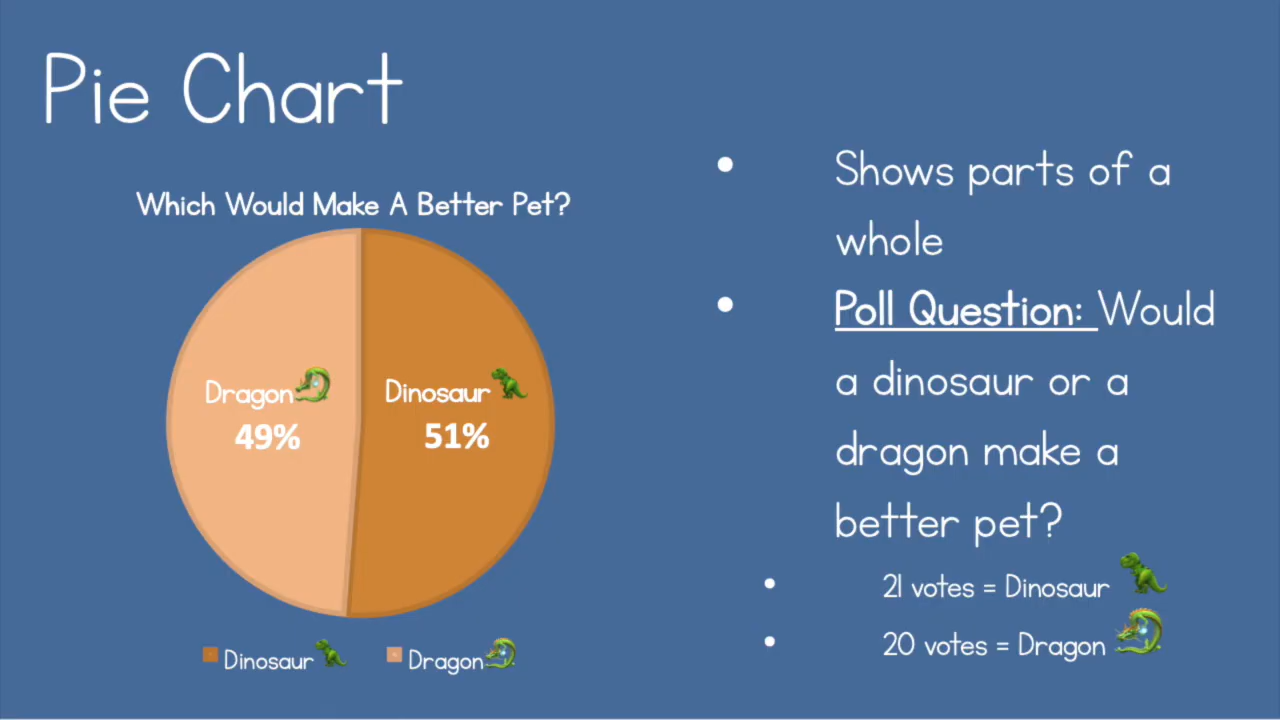 Pie Chart
Which Would Make A Better Pet?
Dragon
49%
Dinosaur
51%
Dinosaur
Dragon
• Shows parts of a
whole
• Poll Question: Would
a dinosaur or a
dragon make a
better pet?
• 21 votes = Dinosaur
• 20 votes = Dragon